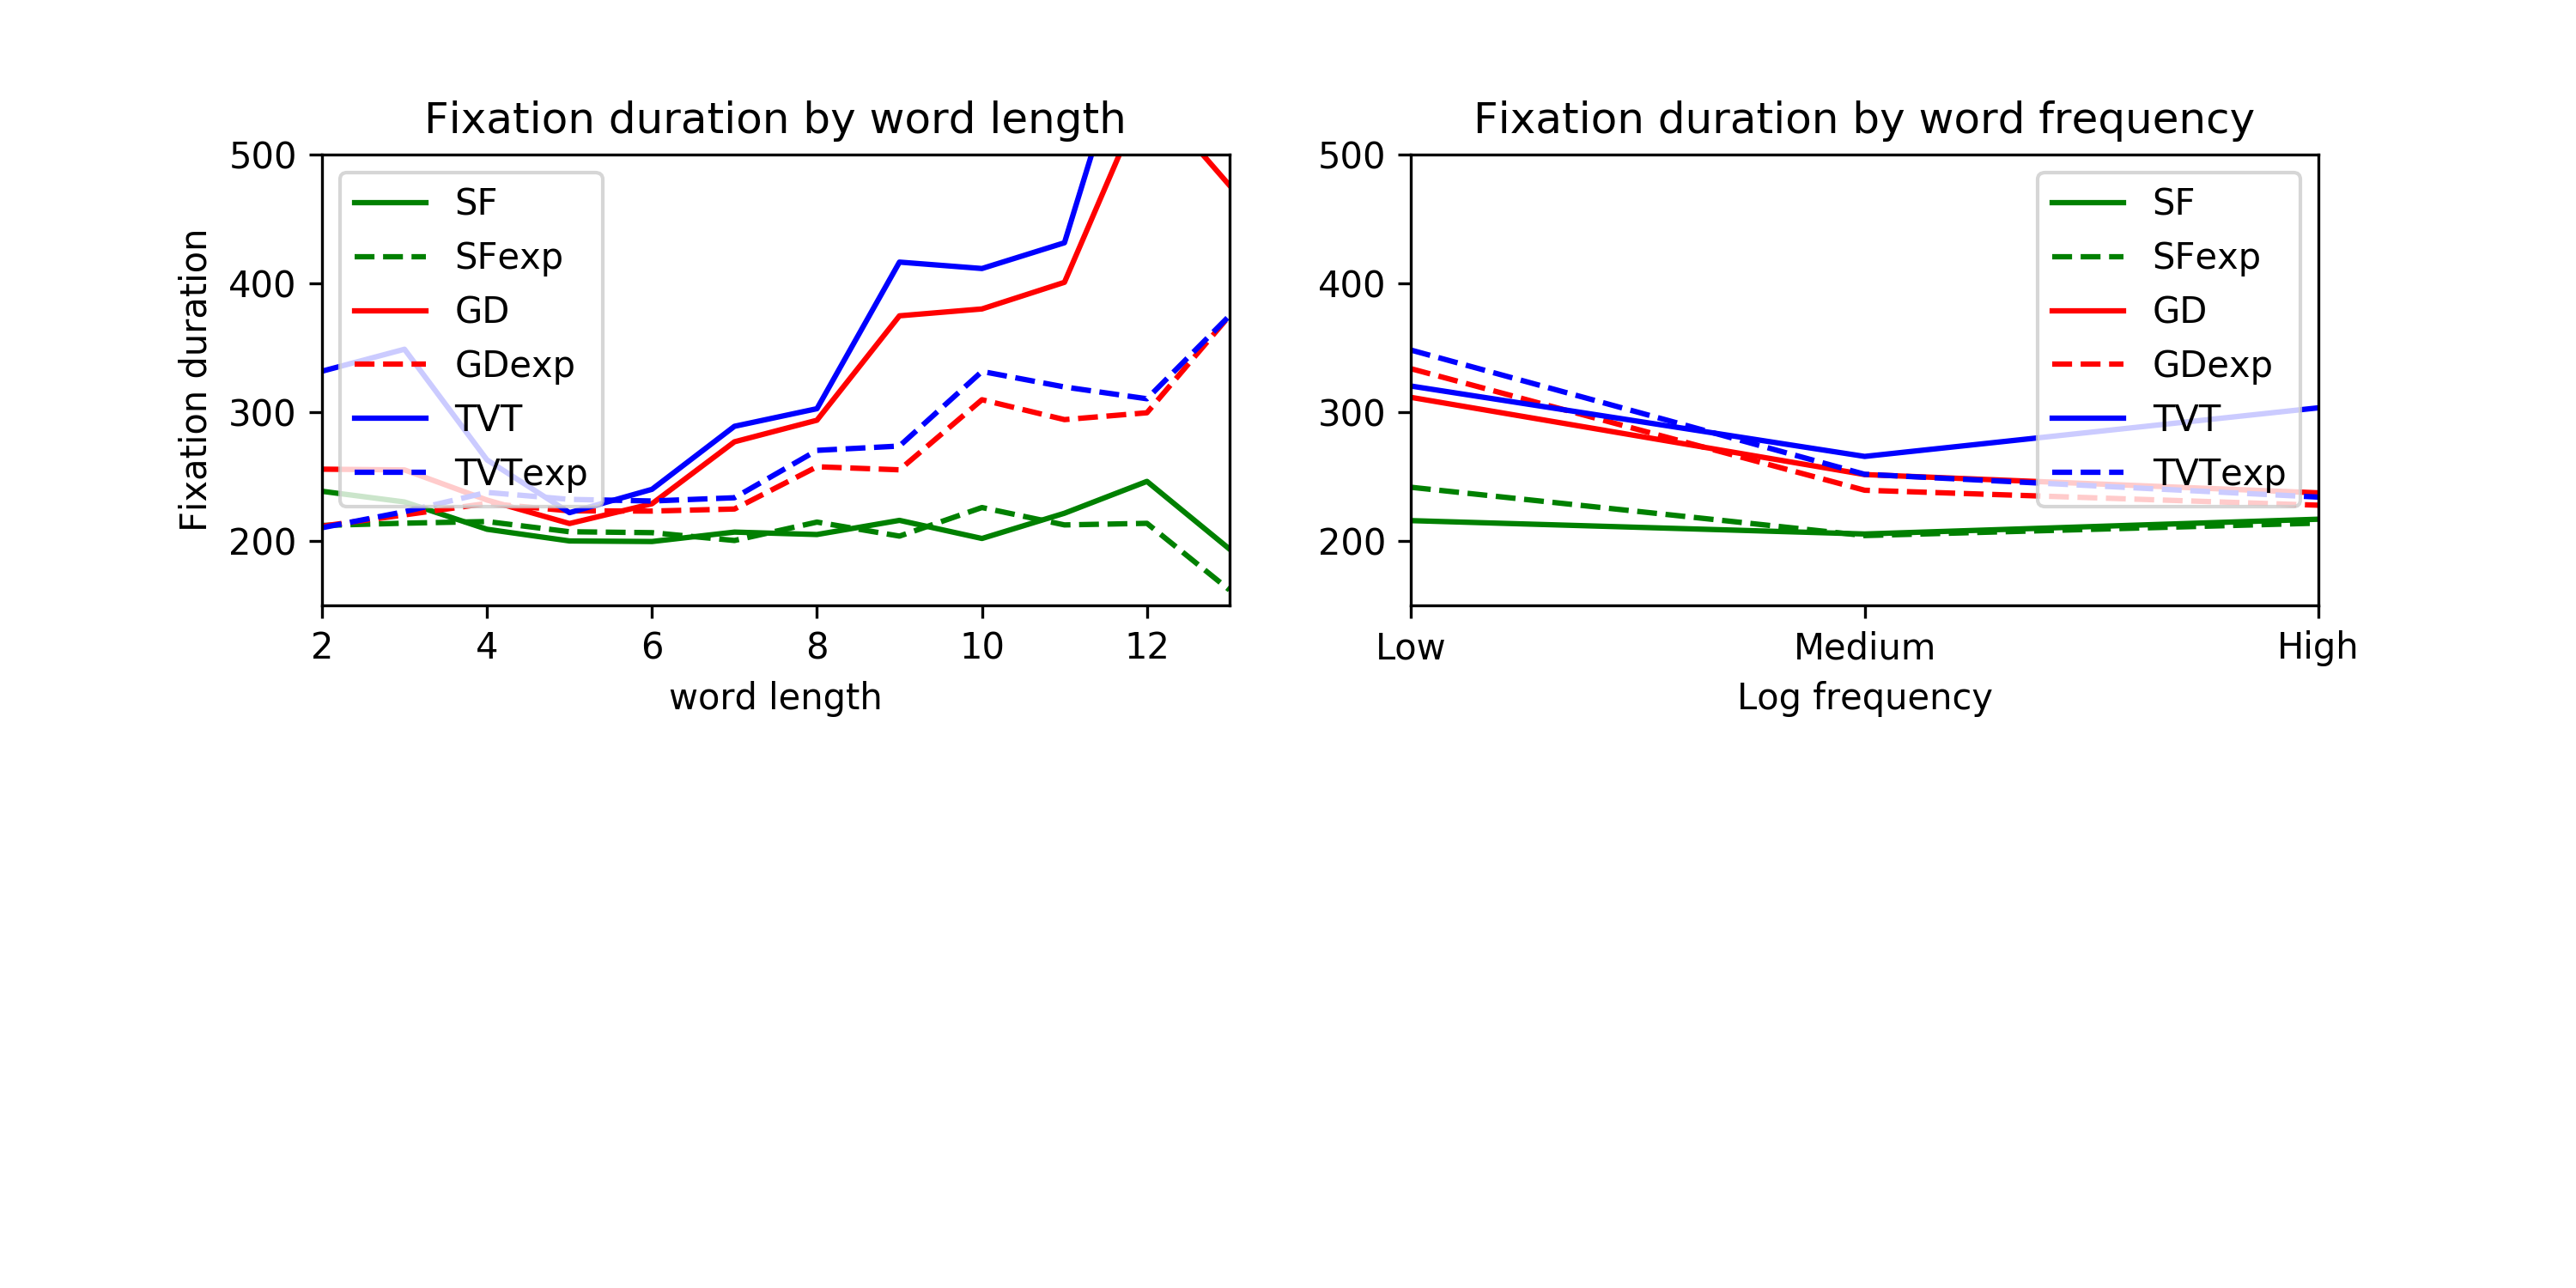 Fixation duration by word length
500
400
300
200
Fixation duration
SF
SFexp
GD
GDexp
TVT
TVTexp
2 4 6 8 10 12
word length
Fixation duration by word frequency
500
400
300
200
SF
SFexp
GD
GDexp
TVT
TVTexp
Low Medium High
Log frequency